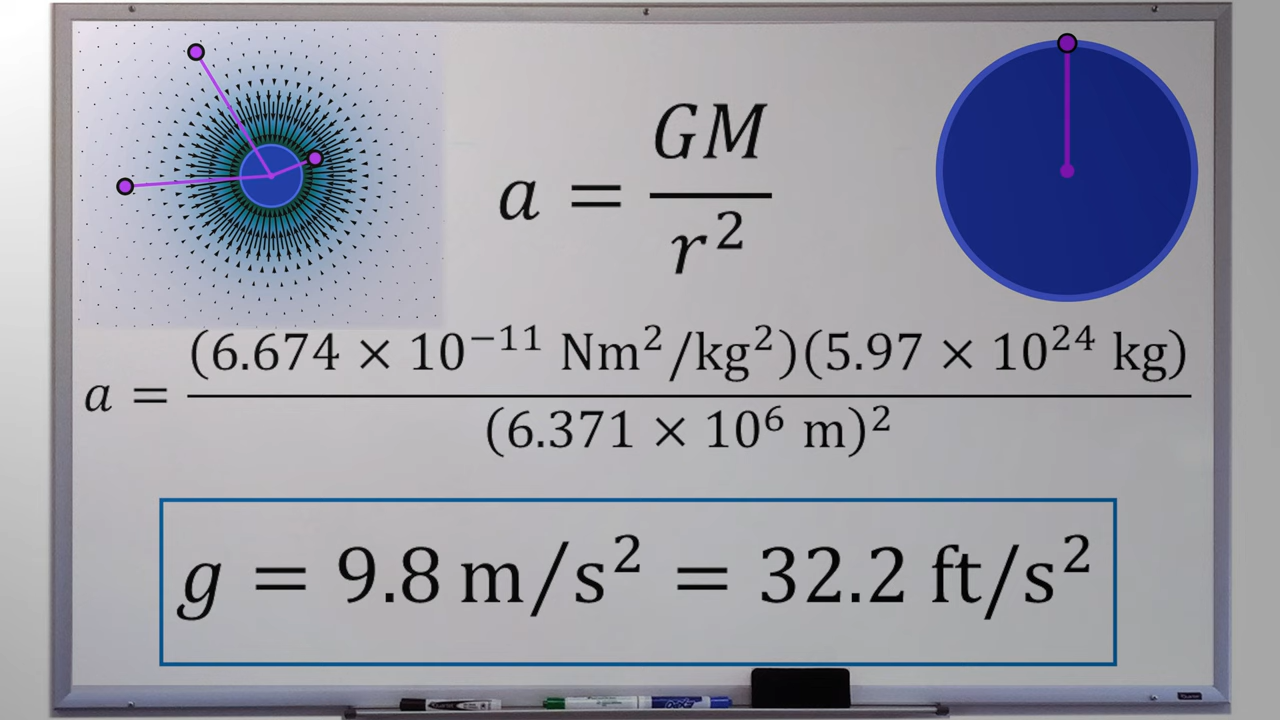 a = GM / r²
a = (6.674 × 10⁻¹¹ Nm²/kg²)(5.97 × 10²⁴ kg) / (6.371 × 10⁶ m)²
g = 9.8 m/s² = 32.2 ft/s²
EXPO